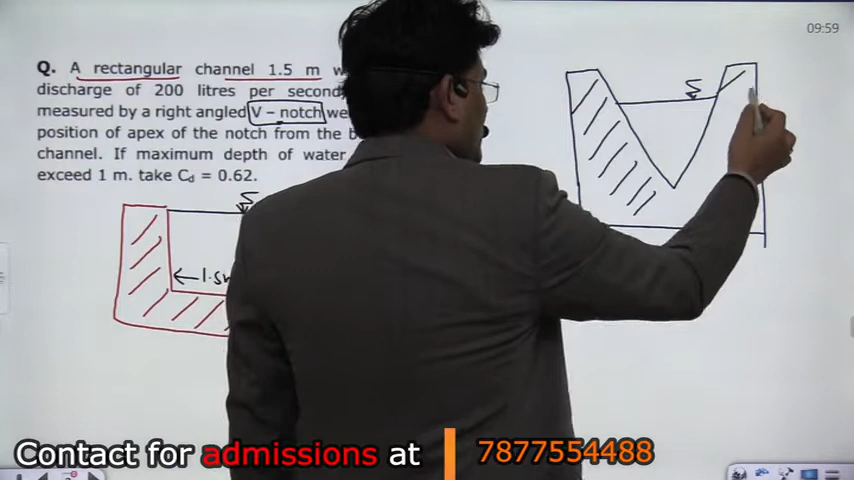 09:59
Q. A rectangular channel 1.5 m
discharge of 200 litres per second,
measured by a right angled V – notch
position of apex of the notch from the
channel. If maximum depth of water
exceed 1 m. take Cd = 0.62.
1.5
Contact for admissions at 7877554488